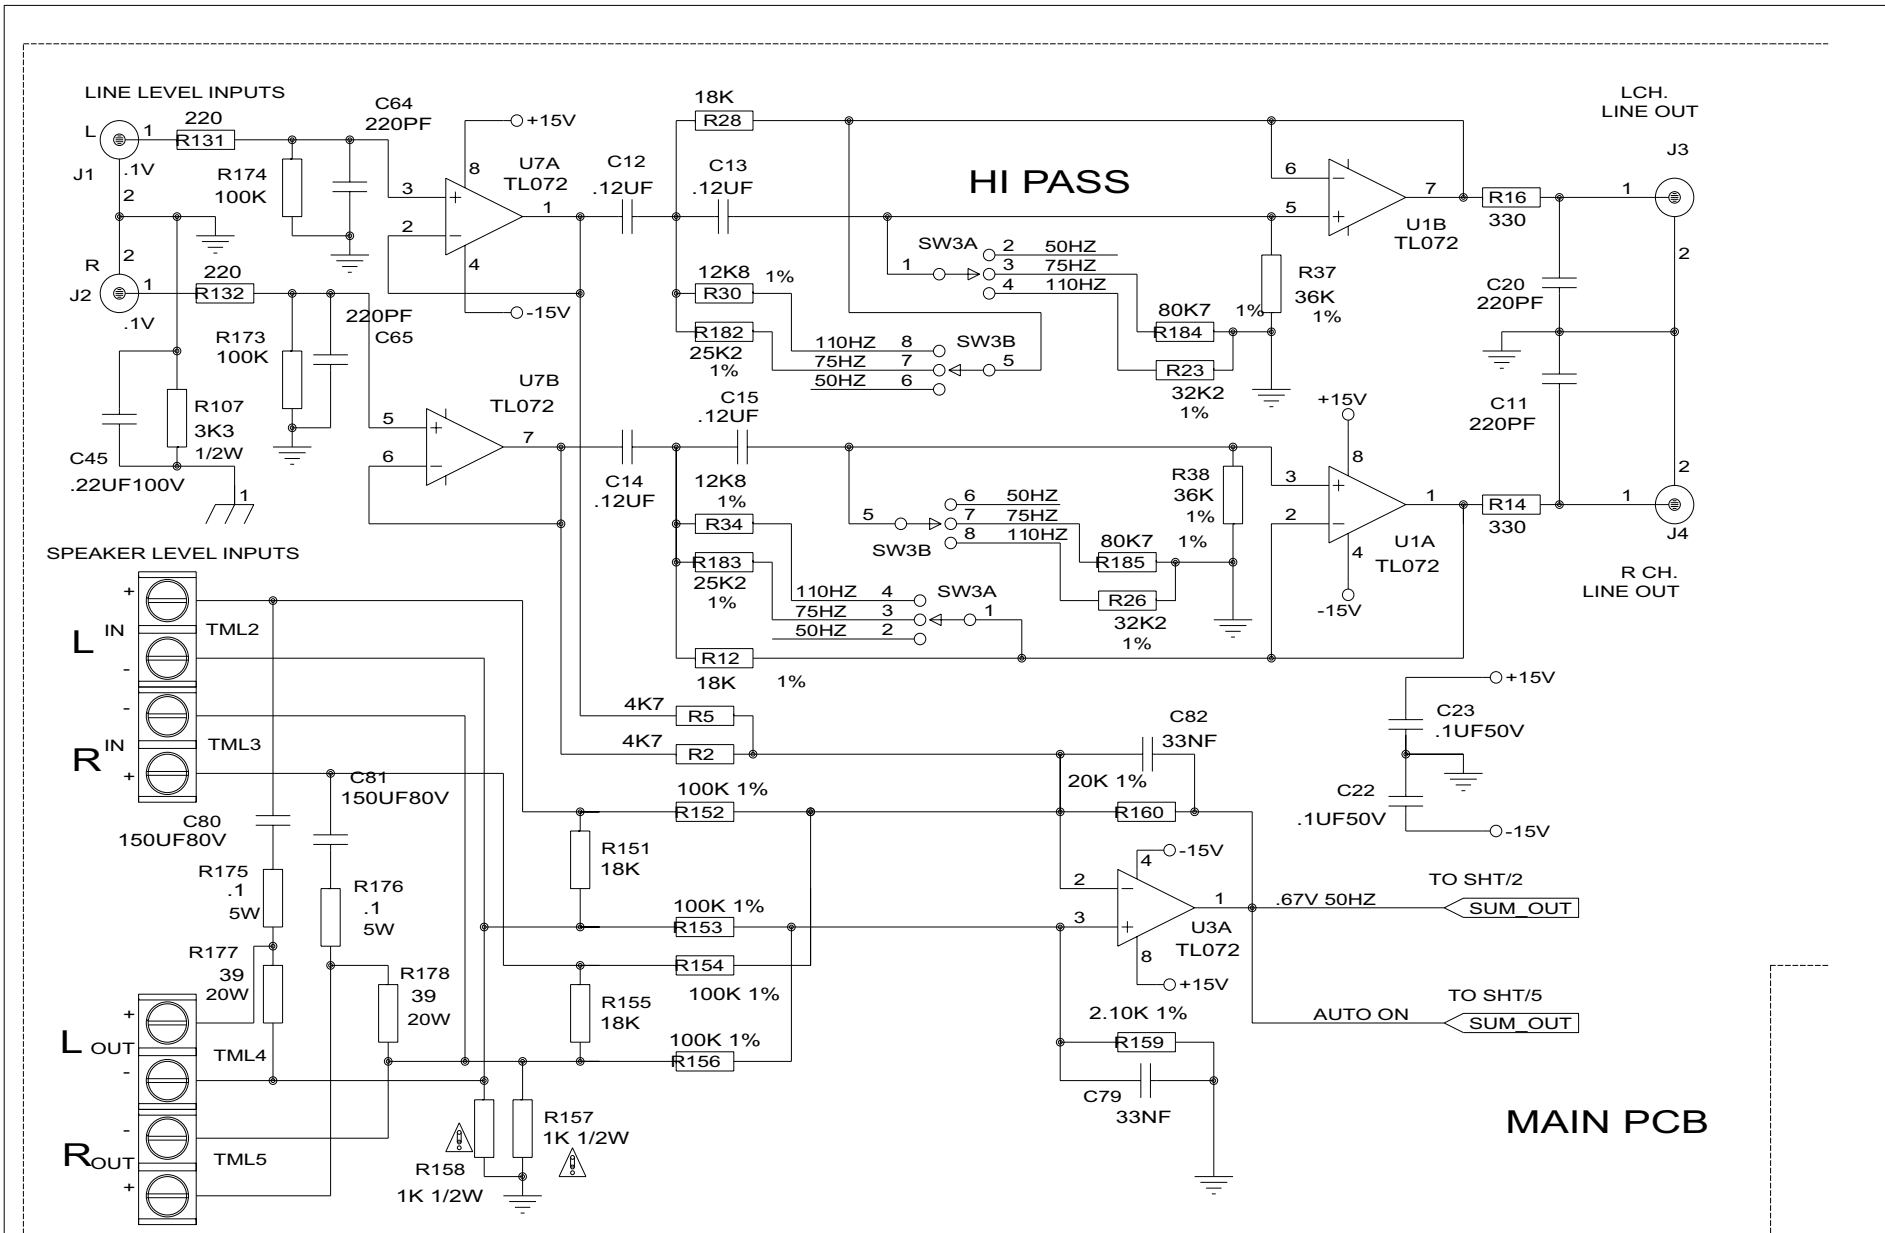 LINE LEVEL INPUTS
L
J1
1
.1V
2
220
R131
R174
100K
C64
220PF
3
2
+
-
8
4
+15V
-15V
U7A
TL072
1
C12
.12UF
18K
R28
C13
.12UF
HI PASS
12K8
R30
1%
R182
25K2
1%
110HZ 8
75HZ 7
50HZ 6
SW3B
5
SW3A
1
2 50HZ
3 75HZ
4 110HZ
80K7
R184
1%
R23
32K2
1%
R37
36K
1%
6
5
-
+
7
U1B
TL072
R16
330
LCH.
LINE OUT
J3
1
2
C20
220PF
C11
220PF
R
J2
2
1
.1V
220
R132
R173
100K
220PF
C65
R107
3K3
1/2W
C45
.22UF100V
1
U7B
TL072
5
6
+
-
7
C14
.12UF
C15
.12UF
12K8
1%
R34
R183
25K2
1%
110HZ 4
75HZ 3
50HZ 2
SW3A
1
R12
18K
1%
5
SW3B
6 50HZ
7 75HZ
8 110HZ
80K7
R185
1%
R26
32K2
1%
R38
36K
1%
+15V
8
3
2
+
-
1
4
-15V
U1A
TL072
R14
330
1
2
J4
R CH.
LINE OUT
SPEAKER LEVEL INPUTS
+
L IN
TML2
-
-
R IN
TML3
+
C80
150UF80V
C81
150UF80V
R175
.1
5W
R176
.1
5W
R177
39
20W
R178
39
20W
+
L OUT
TML4
-
-
R OUT
TML5
+
4K7
R5
4K7
R2
100K 1%
R152
R151
18K
100K 1%
R153
R154
100K 1%
R155
18K
100K 1%
R156
R157
1K 1/2W
R158
1K 1/2W
C82
33NF
20K 1%
R160
2
3
-
+
4
-15V
1
U3A
TL072
8
+15V
2.10K 1%
R159
C79
33NF
+15V
C23
.1UF50V
C22
.1UF50V
-15V
.67V 50HZ
TO SHT/2
SUM_OUT
AUTO ON
TO SHT/5
SUM_OUT
MAIN PCB